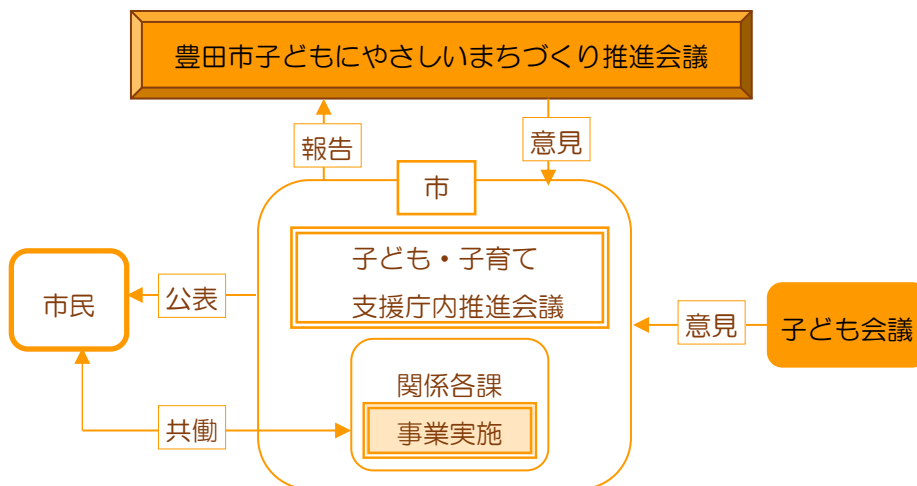 豊田市子どもにやさしいまちづくり推進会議
報告
意見
市
子ども・子育て
支援庁内推進会議
市民
公表
意見
子ども会議
関係各課
共働
事業実施